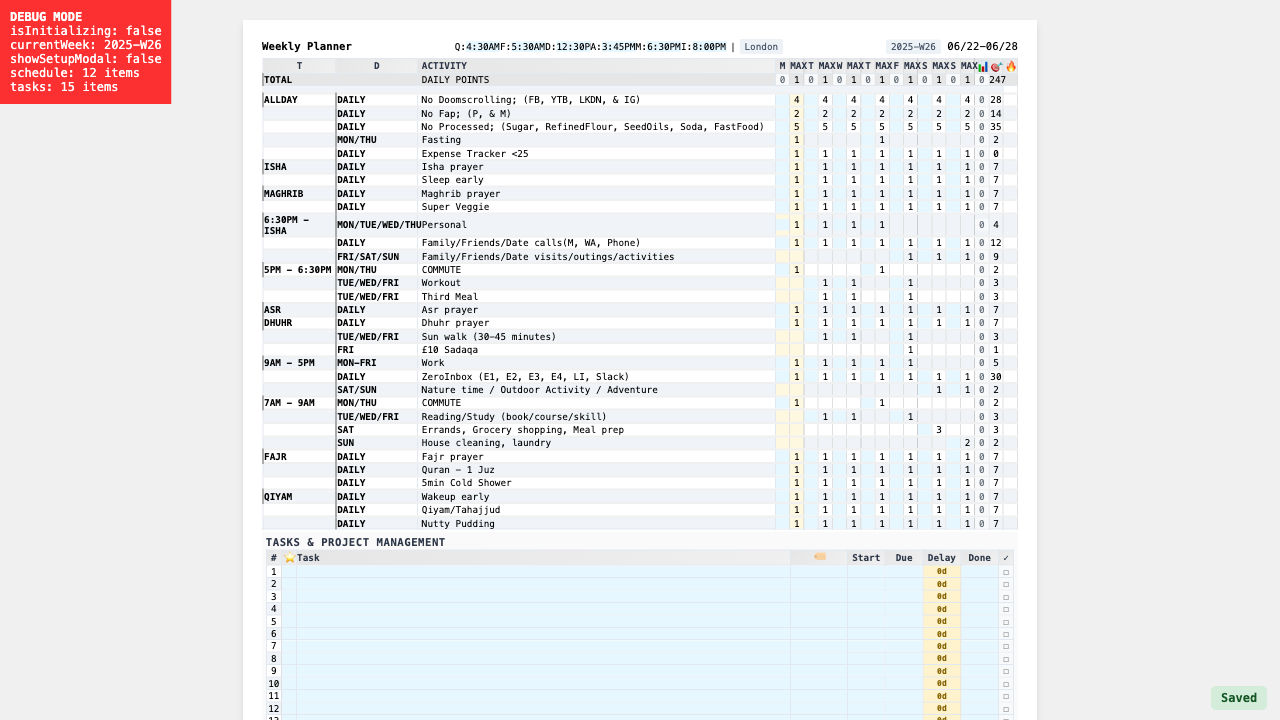 DEBUG MODE
isInitializing: false
currentWeek: 2025-W26
showSetupModal: false
schedule: 12 items
tasks: 15 items
Weekly Planner Q:4:30AMF:5:30AMD:12:30PA:3:45PMM:6:30PMI:8:00PM | London 2025-W26 06/22-06/28
T D ACTIVITY M MAXT MAXW MAXT MAXF MAXS MAXS MAX📊 🎯 🔥
TOTAL DAILY POINTS 0 1 0 1 0 1 0 1 0 1 0 1 0 1 0 247
ALLDAY DAILY No Doomscrolling; (FB, YTB, LKDN, & IG) 4 4 4 4 4 4 4 0 28
DAILY No Fap; (P, & M) 2 2 2 2 2 2 2 0 14
DAILY No Processed; (Sugar, RefinedFlour, SeedOils, Soda, FastFood) 5 5 5 5 5 5 5 0 35
MON/THU Fasting 1 1 0 2
DAILY Expense Tracker <25 1 1 1 1 1 1 1 0 0
ISHA DAILY Isha prayer 1 1 1 1 1 1 1 0 7
DAILY Sleep early 1 1 1 1 1 1 1 0 7
MAGHRIB DAILY Maghrib prayer 1 1 1 1 1 1 1 0 7
DAILY Super Veggie 1 1 1 1 1 1 1 0 7
6:30PM –
ISHA MON/TUE/WED/THUPersonal 1 1 1 1 0 4
DAILY Family/Friends/Date calls(M, WA, Phone) 1 1 1 1 1 1 1 0 12
FRI/SAT/SUN Family/Friends/Date visits/outings/activities 1 1 1 0 9
5PM – 6:30PM MON/THU COMMUTE 1 1 0 2
TUE/WED/FRI Workout 1 1 1 0 3
TUE/WED/FRI Third Meal 1 1 1 0 3
ASR DAILY Asr prayer 1 1 1 1 1 1 1 0 7
DHUHR DAILY Dhuhr prayer 1 1 1 1 1 1 1 0 7
TUE/WED/FRI Sun walk (30–45 minutes) 1 1 1 0 3
FRI £10 Sadaqa 1 0 1
9AM – 5PM MON–FRI Work 1 1 1 1 1 0 5
DAILY ZeroInbox (E1, E2, E3, E4, LI, Slack) 1 1 1 1 1 1 1 0 30
SAT/SUN Nature time / Outdoor Activity / Adventure 1 1 0 2
7AM – 9AM MON/THU COMMUTE 1 1 0 2
TUE/WED/FRI Reading/Study (book/course/skill) 1 1 1 0 3
SAT Errands, Grocery shopping, Meal prep 3 0 3
SUN House cleaning, laundry 2 0 2
FAJR DAILY Fajr prayer 1 1 1 1 1 1 1 0 7
DAILY Quran – 1 Juz 1 1 1 1 1 1 1 0 7
DAILY 5min Cold Shower 1 1 1 1 1 1 1 0 7
QIYAM DAILY Wakeup early 1 1 1 1 1 1 1 0 7
DAILY Qiyam/Tahajjud 1 1 1 1 1 1 1 0 7
DAILY Nutty Pudding 1 1 1 1 1 1 1 0 7
TASKS & PROJECT MANAGEMENT
# ⭐Task 🏷️ Start Due Delay Done ✓
1 0d ☐
2 0d ☐
3 0d ☐
4 0d ☐
5 0d ☐
6 0d ☐
7 0d ☐
8 0d ☐
9 0d ☐
10 0d ☐
11 0d ☐
12 0d ☐
Saved